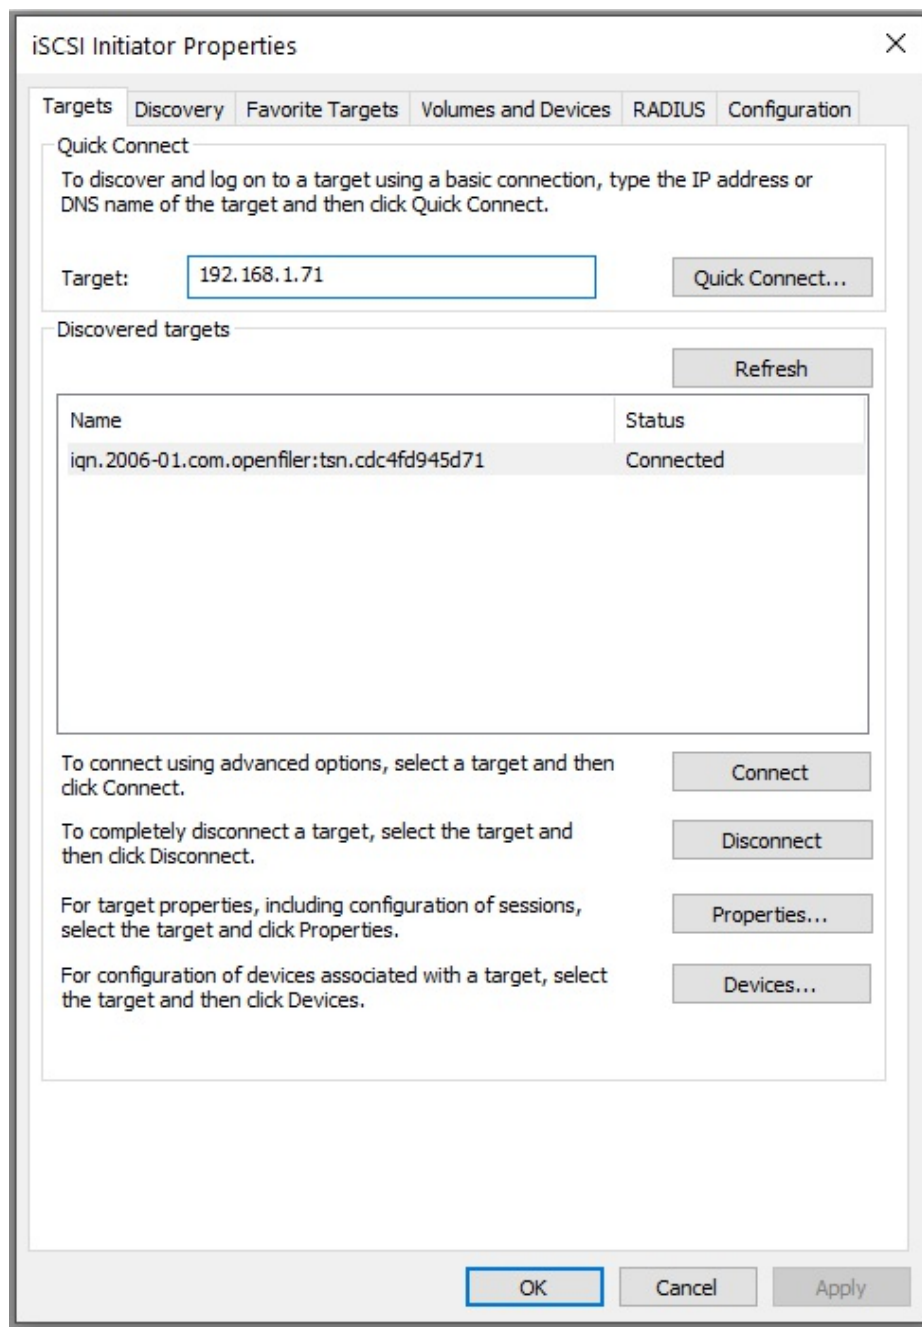 iSCSI Initiator Properties
Targets Discovery Favorite Targets Volumes and Devices RADIUS Configuration
Quick Connect
To discover and log on to a target using a basic connection, type the IP address or
DNS name of the target and then click Quick Connect.
Target: 192.168.1.71 Quick Connect...
Discovered targets
Refresh
Name Status
iqn.2006-01.com.openfiler:tsn.cdc4fd945d71 Connected
To connect using advanced options, select a target and then
click Connect.
Connect
To completely disconnect a target, select the target and
then click Disconnect.
Disconnect
For target properties, including configuration of sessions,
select the target and click Properties.
Properties...
For configuration of devices associated with a target, select
the target and then click Devices.
Devices...
OK Cancel Apply